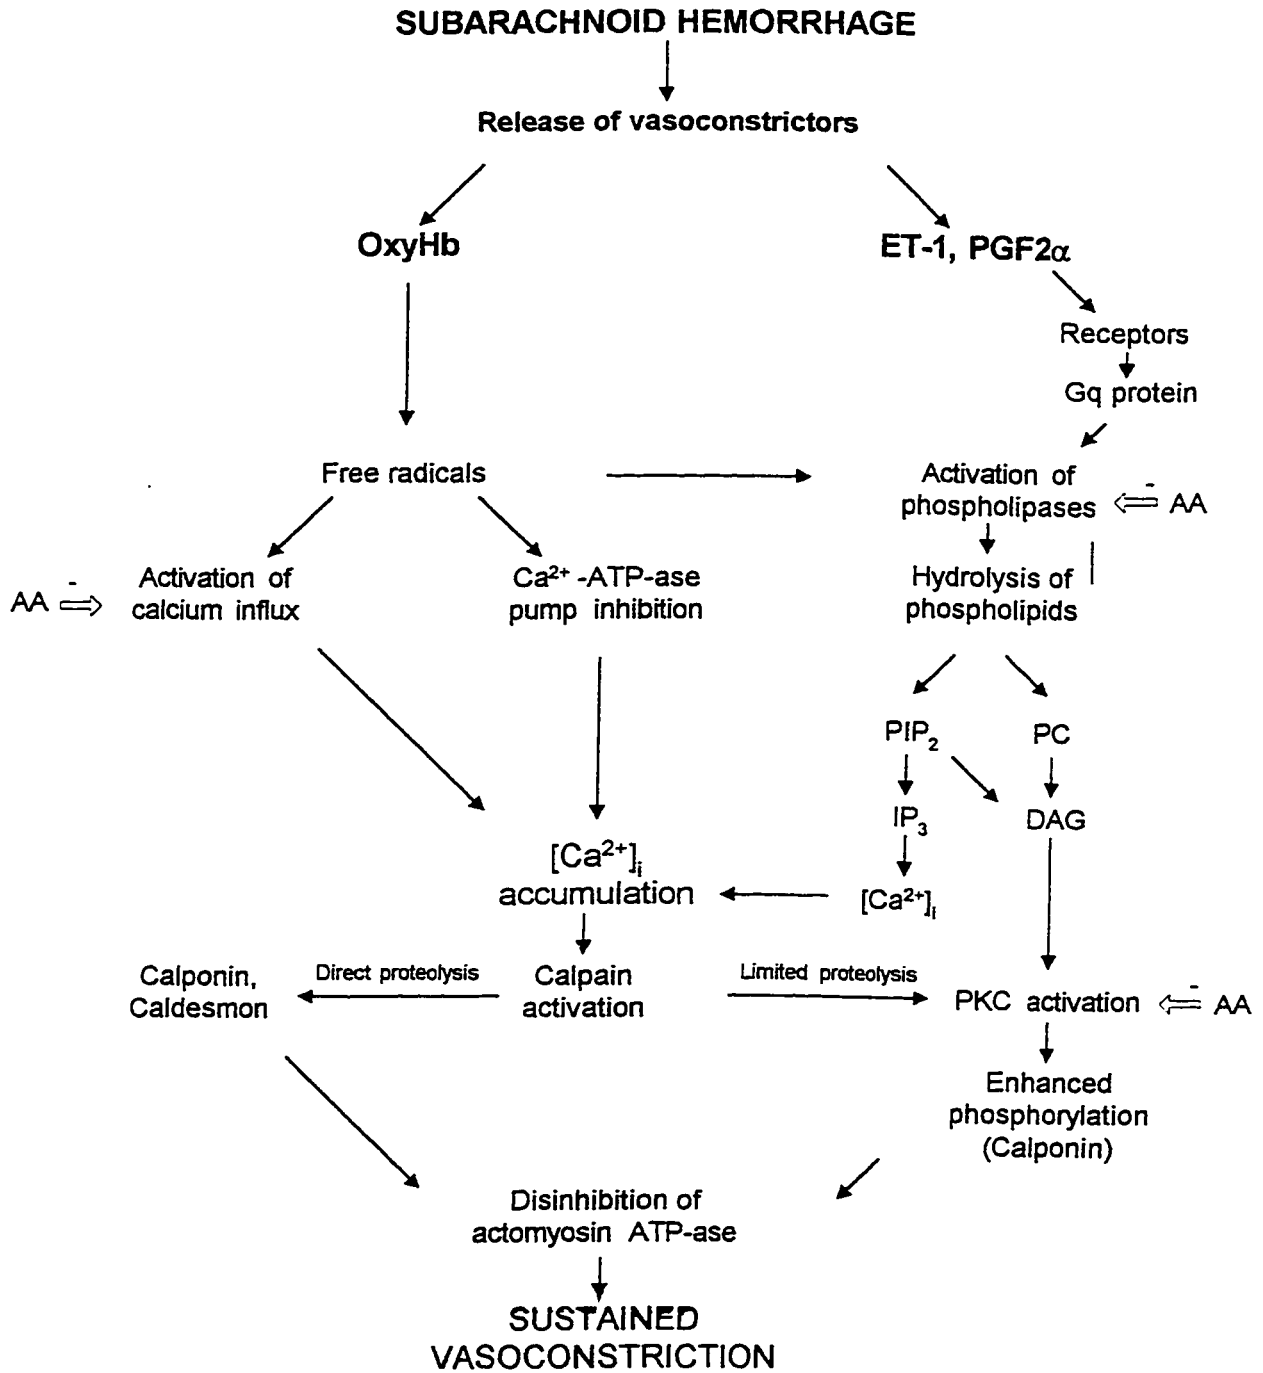 SUBARACHNOID HEMORRHAGE
Release of vasoconstrictors
OxyHb
ET-1, PGF2α
Receptors
Gq protein
Free radicals
Activation of
phospholipases
- AA
Activation of
calcium influx
AA -
Ca²⁺ -ATP-ase
pump inhibition
Hydrolysis of
phospholipids
PIP₂
PC
IP₃
DAG
[Ca²⁺]ᵢ
accumulation
[Ca²⁺]ᵢ
Calponin,
Caldesmon
Direct proteolysis
Calpain
activation
Limited proteolysis
PKC activation
- AA
Enhanced
phosphorylation
(Calponin)
Disinhibition of
actomyosin ATP-ase
SUSTAINED
VASOCONSTRICTION